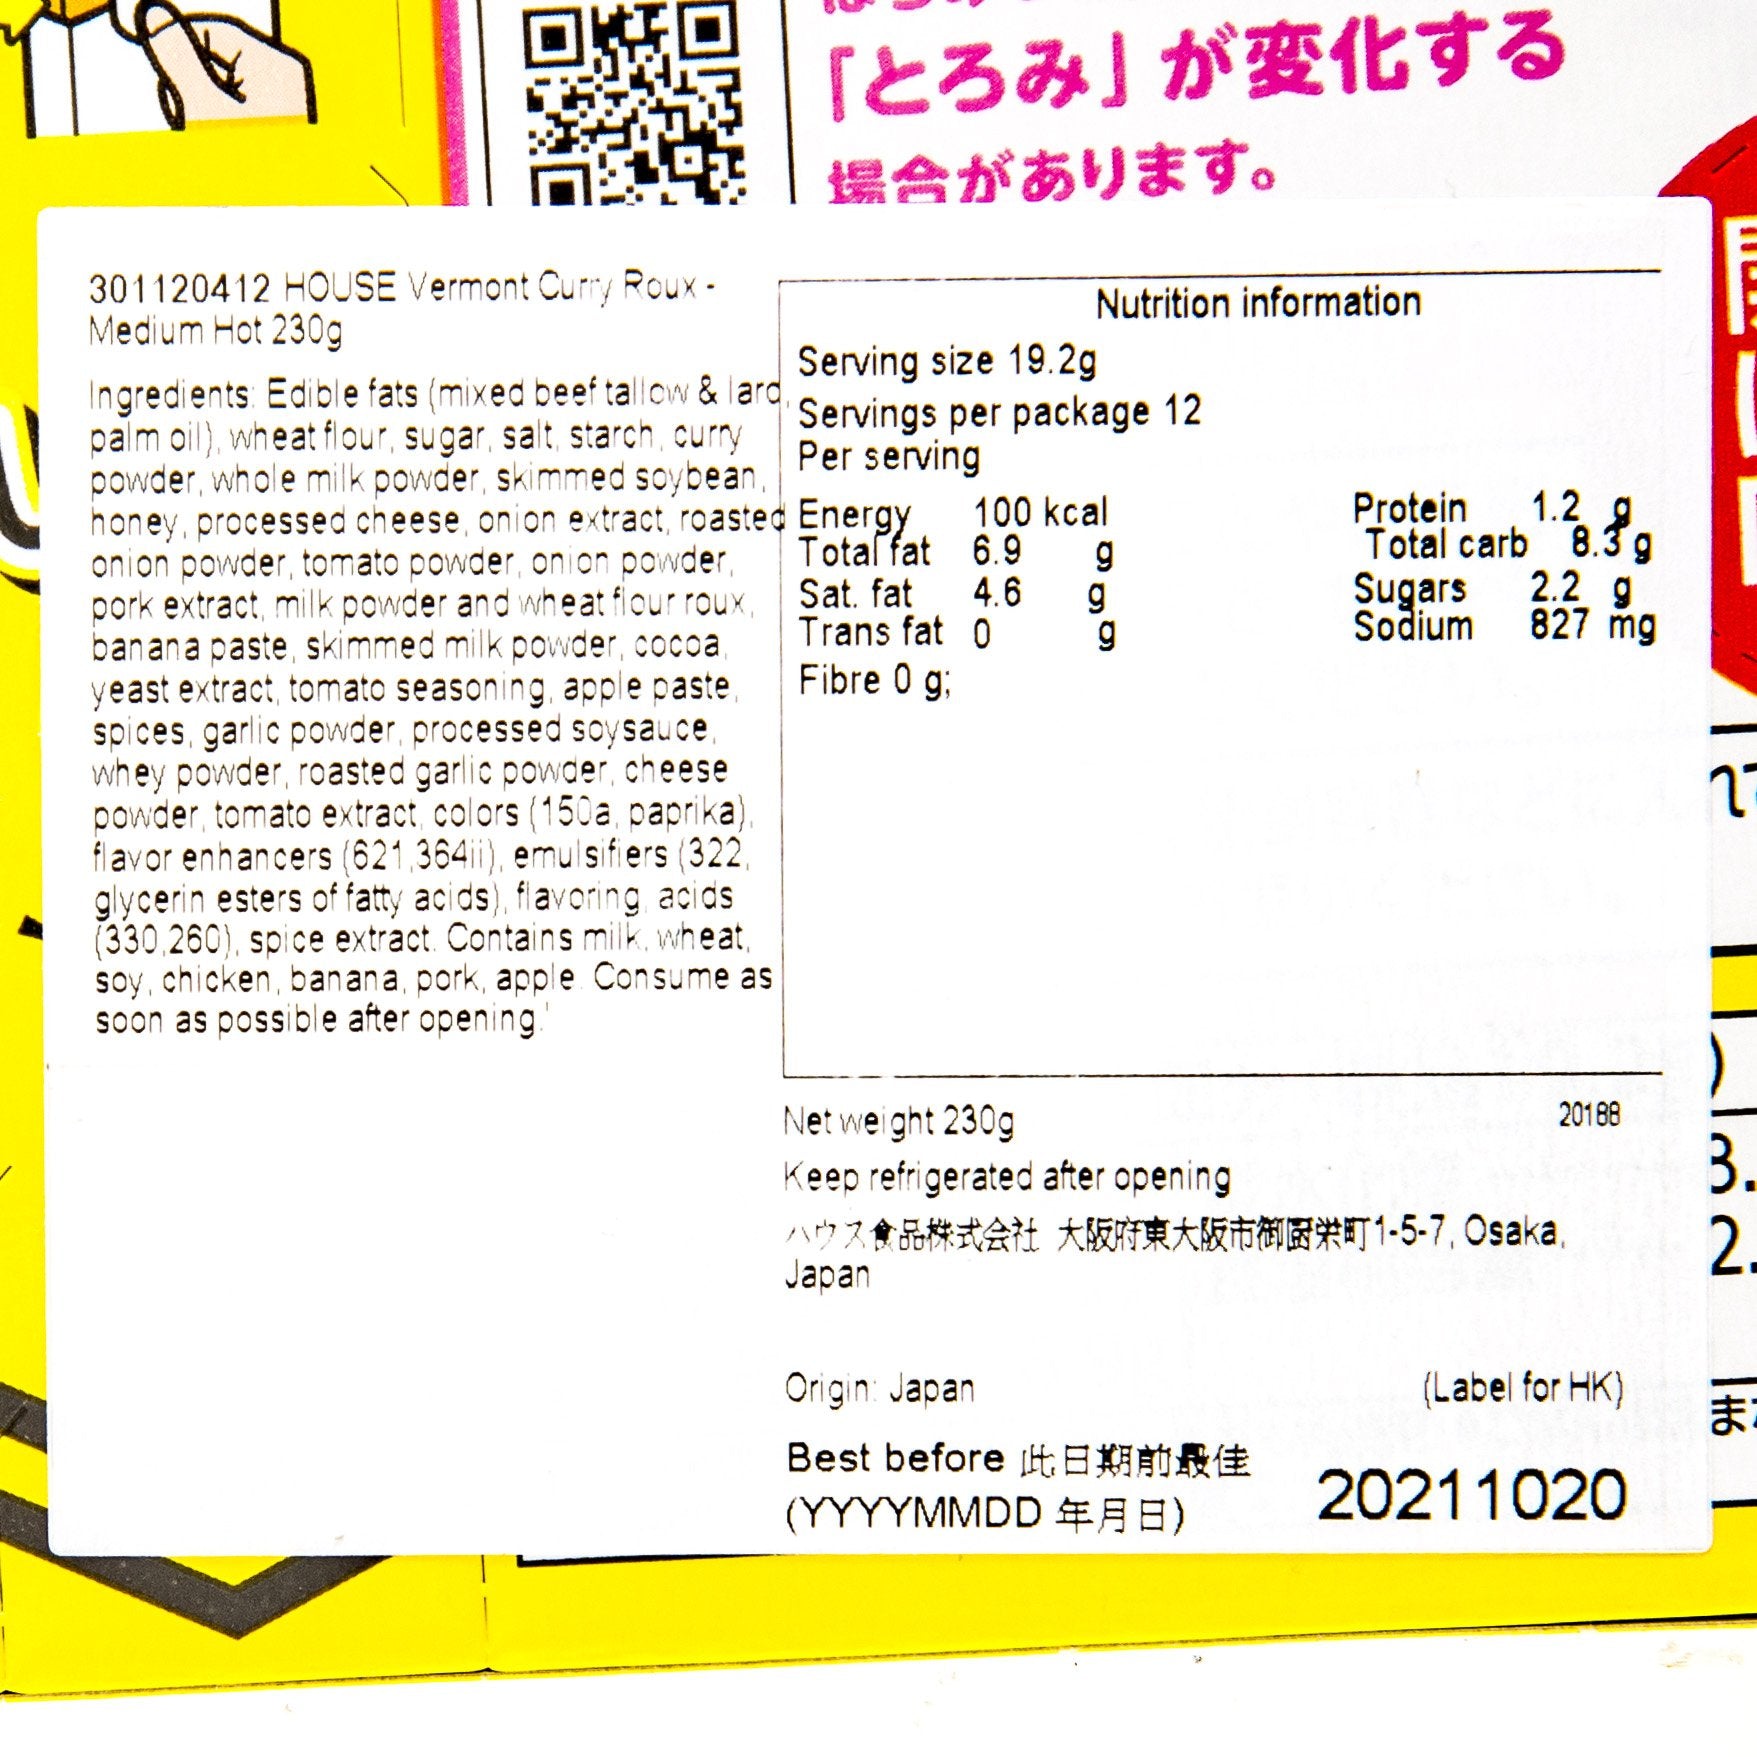 「とろみ」が変化する
場合があります。
301120412 HOUSE Vermont Curry Roux -
Medium Hot 230g
Ingredients: Edible fats (mixed beef tallow & lard,
palm oil), wheat flour, sugar, salt, starch, curry
powder, whole milk powder, skimmed soybean,
honey, processed cheese, onion extract, roasted
onion powder, tomato powder, onion powder,
pork extract, milk powder and wheat flour roux,
banana paste, skimmed milk powder, cocoa,
yeast extract, tomato seasoning, apple paste,
spices, garlic powder, processed soysauce,
whey powder, roasted garlic powder, cheese
powder, tomato extract, colors (150a, paprika),
flavor enhancers (621,364ii), emulsifiers (322,
glycerin esters of fatty acids), flavoring, acids
(330,260), spice extract. Contains milk, wheat,
soy, chicken, banana, pork, apple. Consume as
soon as possible after opening.'
Nutrition information
Serving size 19.2g
Servings per package 12
Per serving
Energy 100 kcal Protein 1.2 g
Total fat 6.9 g Total carb 8.3 g
Sat. fat 4.6 g Sugars 2.2 g
Trans fat 0 g Sodium 827 mg
Fibre 0 g;
Net weight 230g 20188
Keep refrigerated after opening
ハウス食品株式会社 大阪府東大阪市御厨栄町1-5-7, Osaka,
Japan
Origin: Japan (Label for HK)
Best before 此日期前最佳
(YYYYMMDD 年月日) 20211020